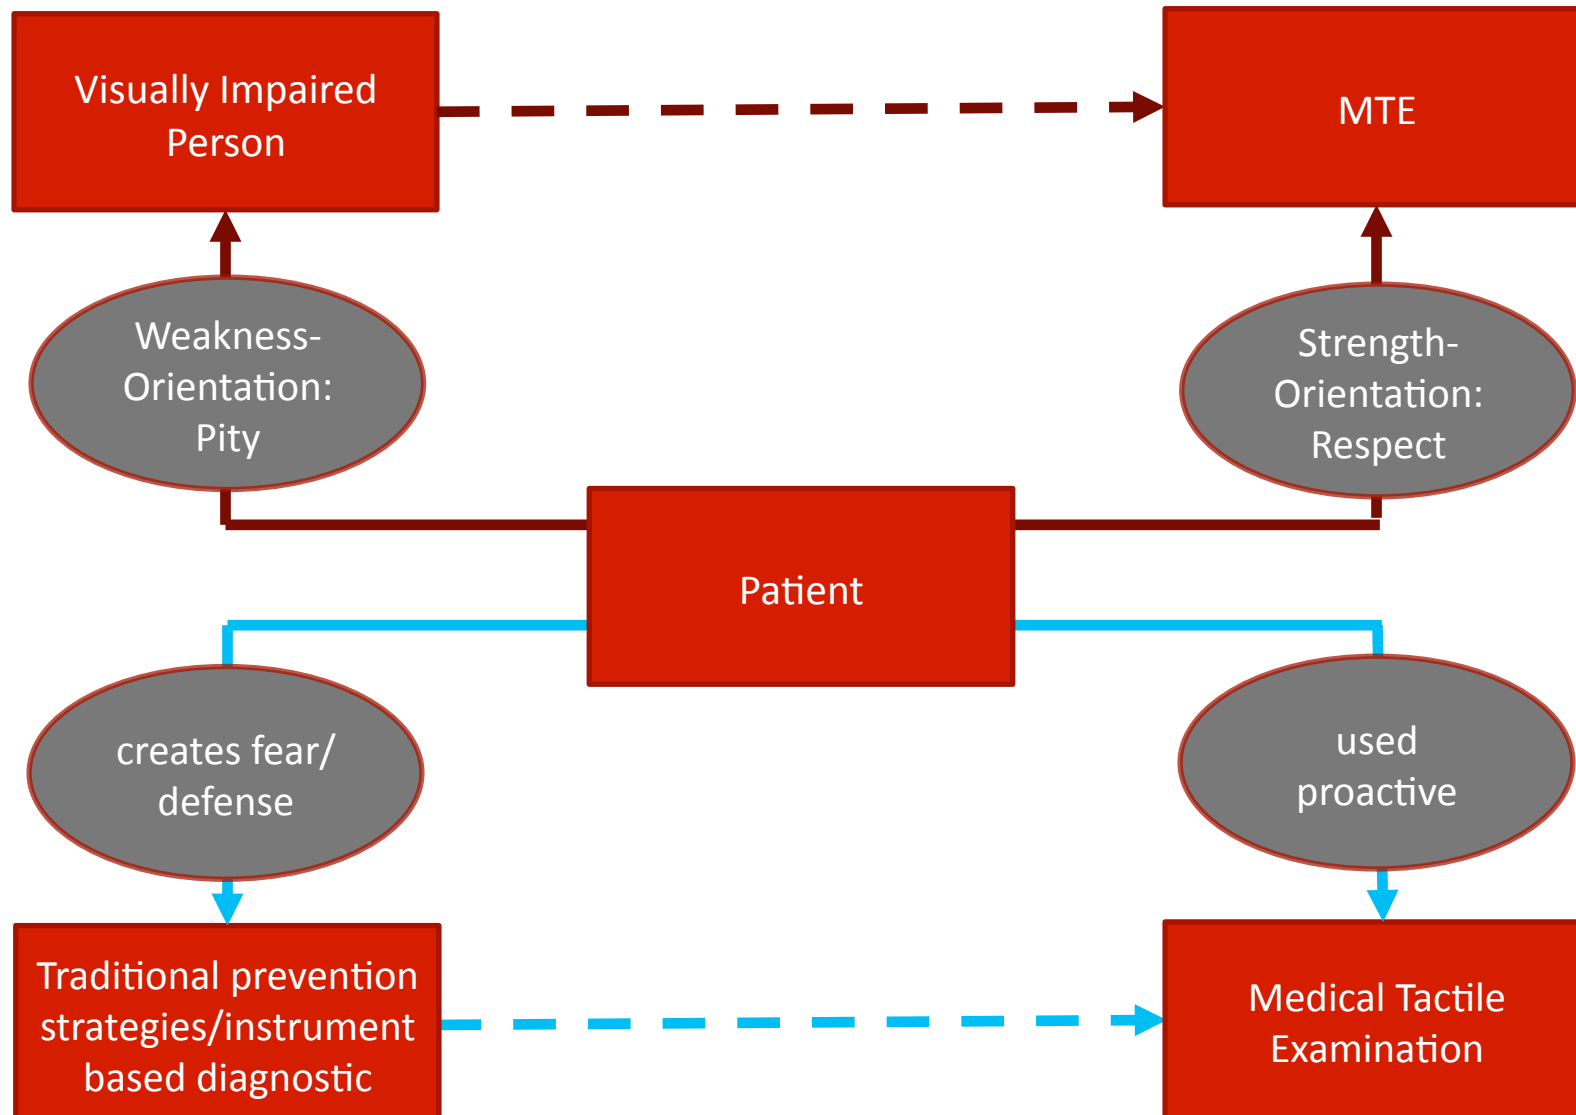 Visually Impaired
Person
MTE
Weakness-
Orientation:
Pity
Strength-
Orientation:
Respect
Patient
creates fear/
defense
used
proactive
Traditional prevention
strategies/instrument
based diagnostic
Medical Tactile
Examination